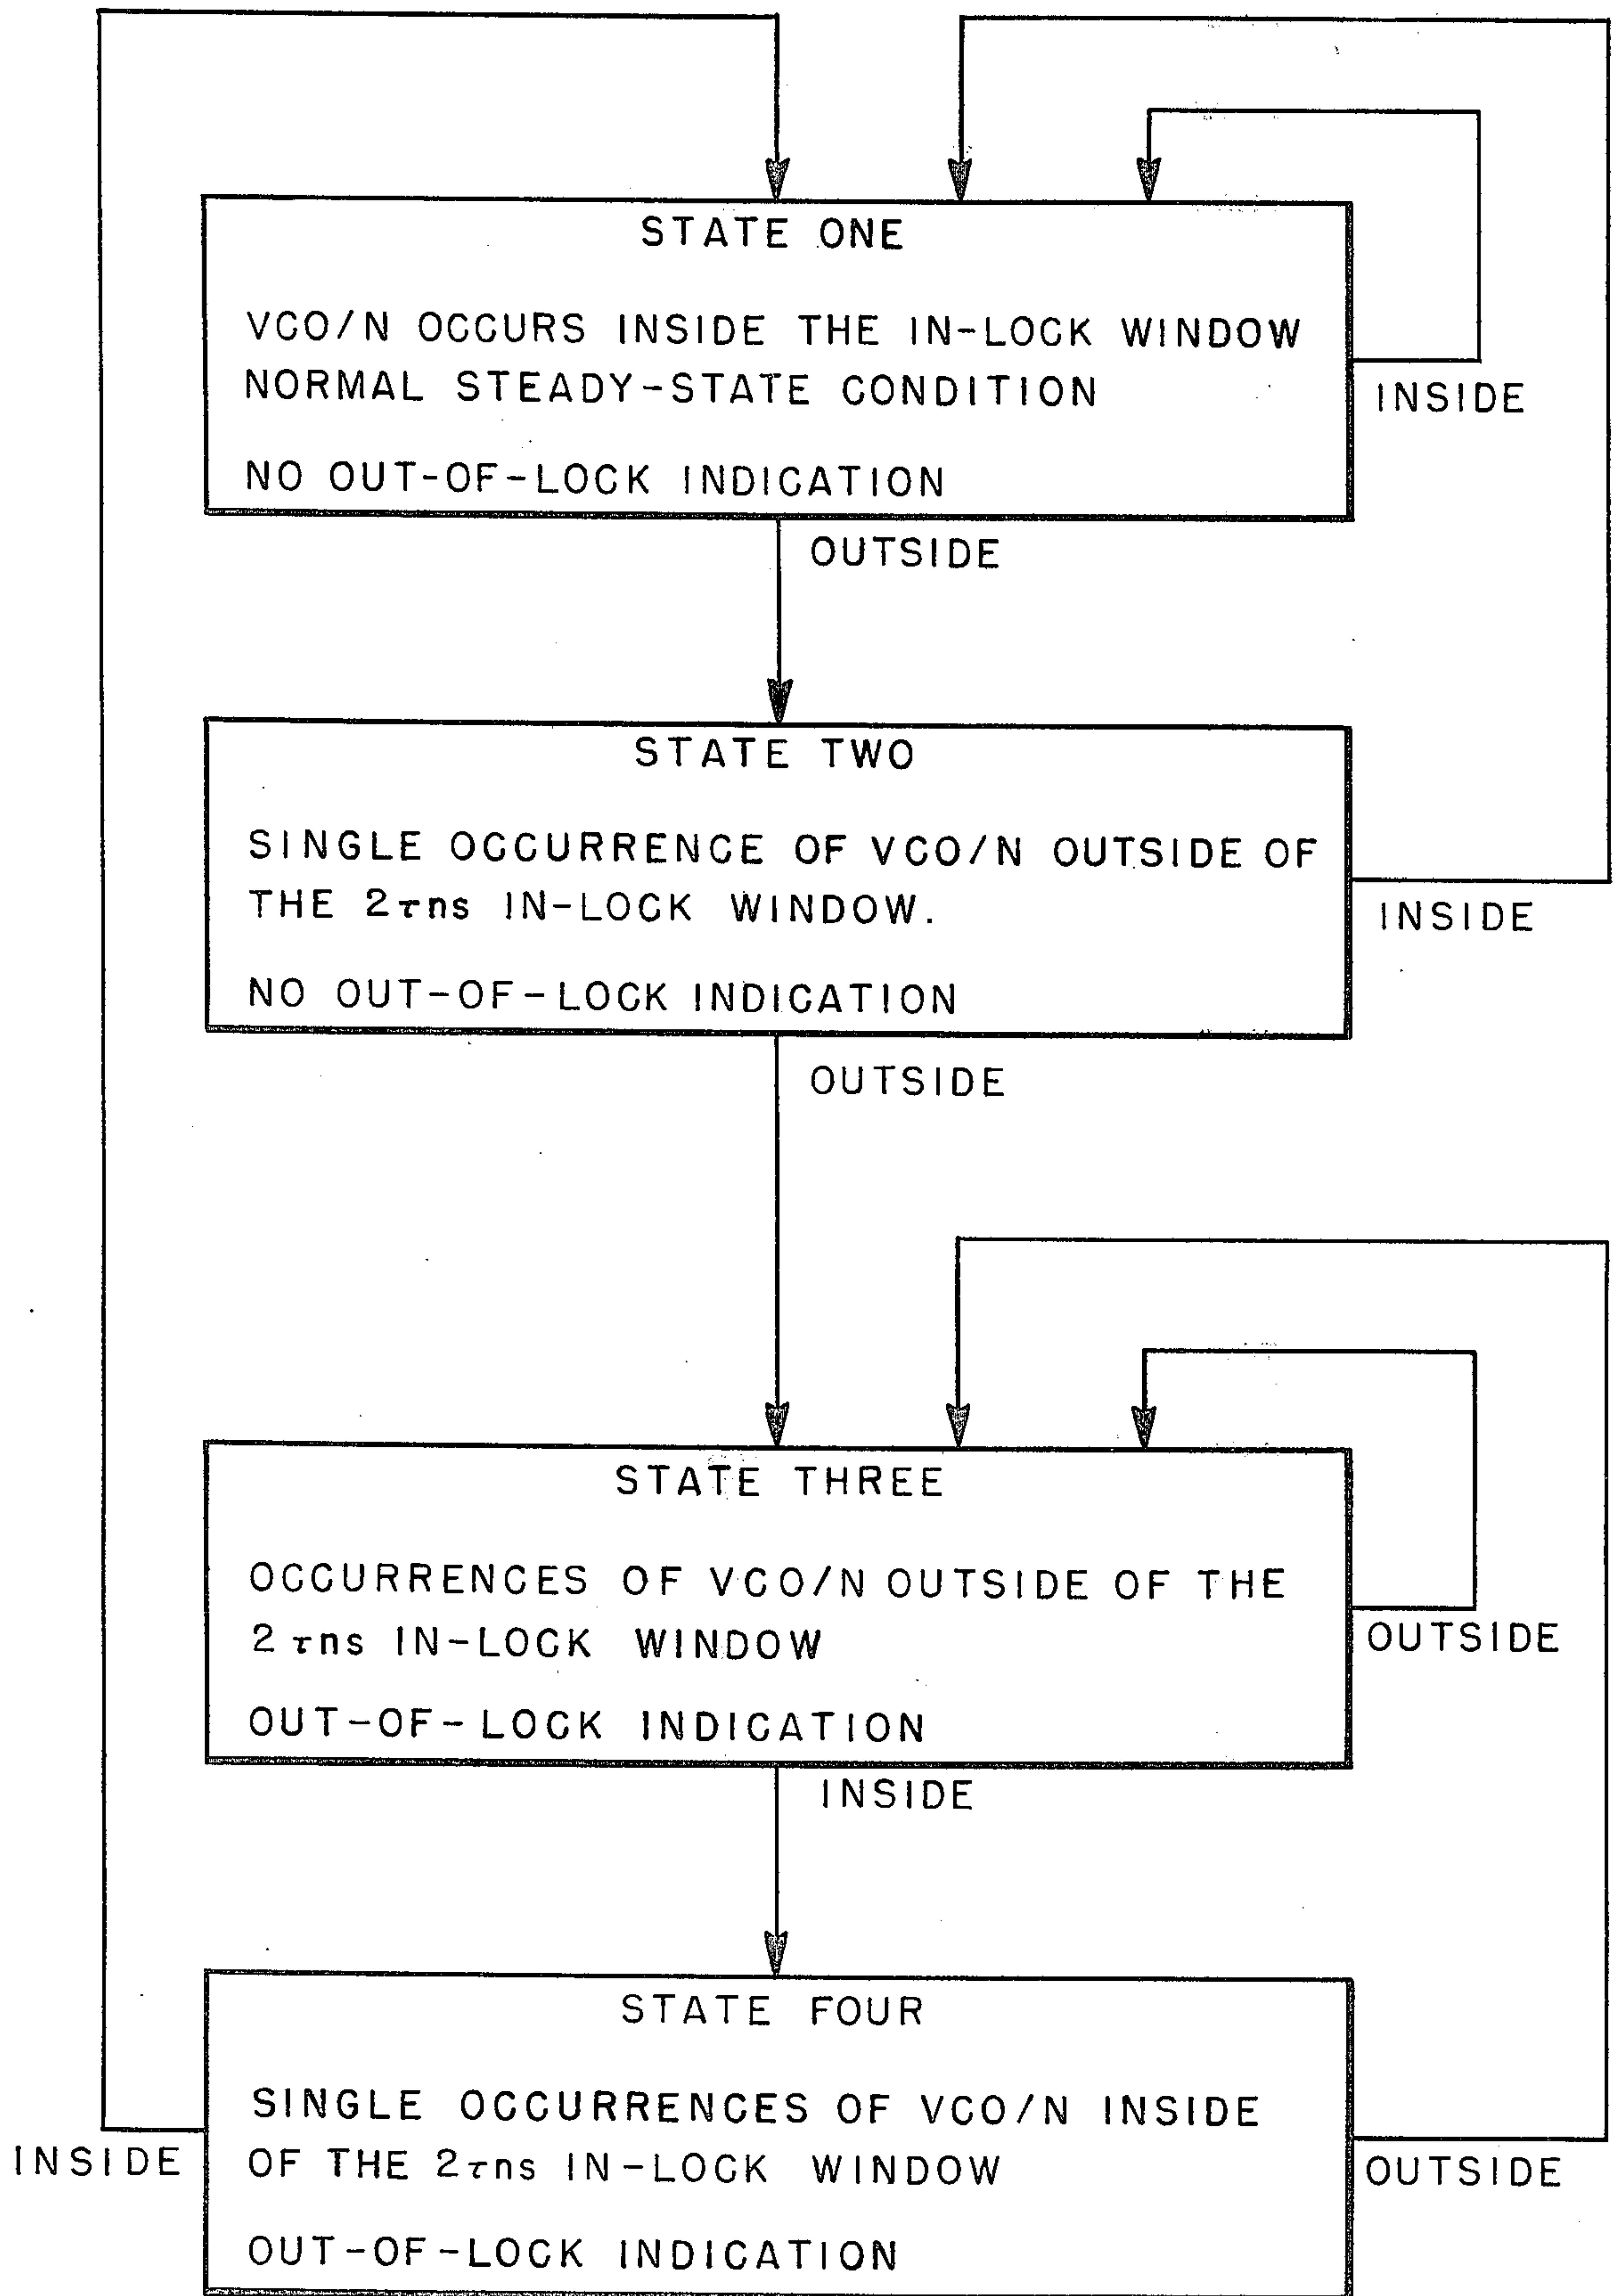 STATE ONE
VCO/N OCCURS INSIDE THE IN-LOCK WINDOW
NORMAL STEADY-STATE CONDITION
INSIDE
NO OUT-OF-LOCK INDICATION
OUTSIDE
STATE TWO
SINGLE OCCURRENCE OF VCO/N OUTSIDE OF
THE 2τns IN-LOCK WINDOW.
INSIDE
NO OUT-OF-LOCK INDICATION
OUTSIDE
STATE THREE
OCCURRENCES OF VCO/N OUTSIDE OF THE
2τns IN-LOCK WINDOW
OUTSIDE
OUT-OF-LOCK INDICATION
INSIDE
STATE FOUR
SINGLE OCCURRENCES OF VCO/N INSIDE
OF THE 2τns IN-LOCK WINDOW
INSIDE
OUTSIDE
OUT-OF-LOCK INDICATION